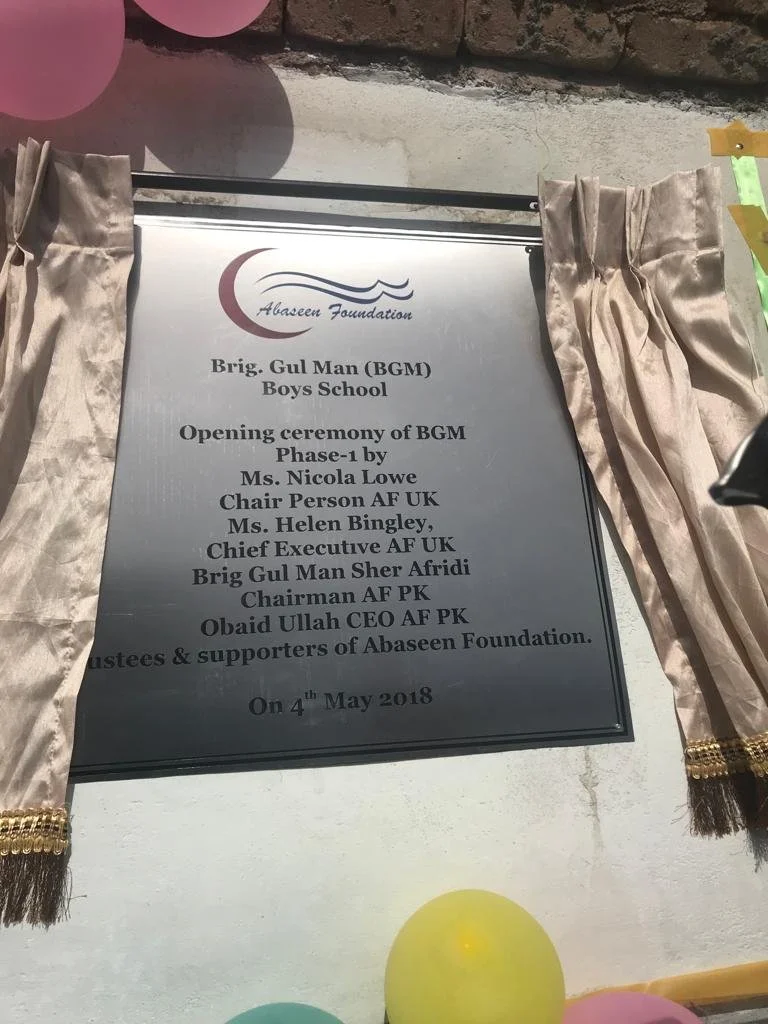 Abaseen Foundation
Brig. Gul Man (BGM)
Boys School
Opening ceremony of BGM
Phase-1 by
Ms. Nicola Lowe
Chair Person AF UK
Ms. Helen Bingley,
Chief Executive AF UK
Brig Gul Man Sher Afridi
Chairman AF PK
Obaid Ullah CEO AF PK
& supporters of Abaseen Foundation.
On 4th May 2018